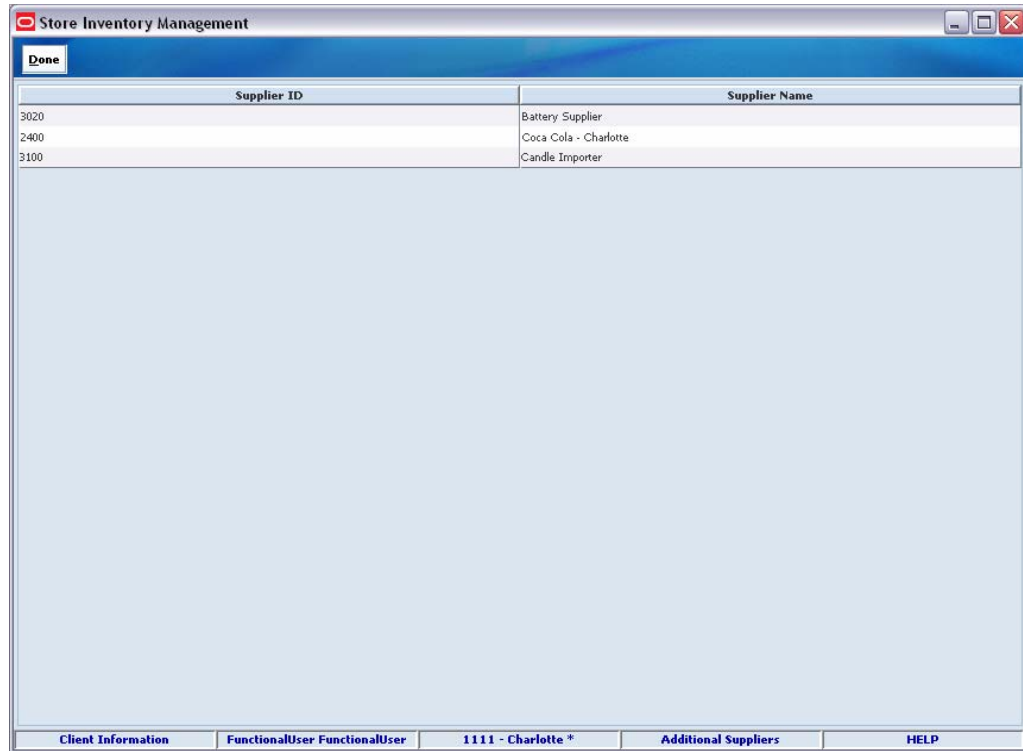 Store Inventory Management
Done
Supplier ID Supplier Name
3020 Battery Supplier
2400 Coca Cola - Charlotte
3100 Candle Importer
Client Information FunctionalUser FunctionalUser 1111 - Charlotte * Additional Suppliers HELP